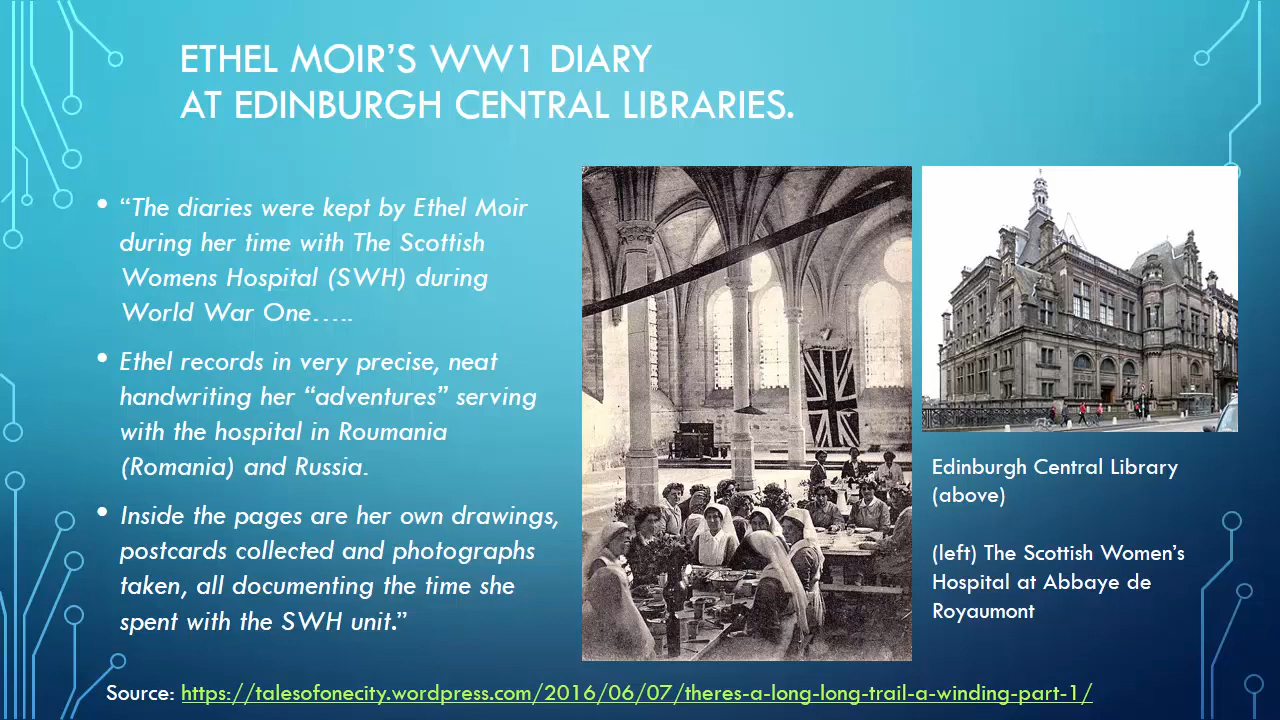 ETHEL MOIR’S WW1 DIARY
AT EDINBURGH CENTRAL LIBRARIES.
• “The diaries were kept by Ethel Moir
during her time with The Scottish
Womens Hospital (SWH) during
World War One…..
• Ethel records in very precise, neat
handwriting her “adventures” serving
with the hospital in Roumania
(Romania) and Russia.
• Inside the pages are her own drawings,
postcards collected and photographs
taken, all documenting the time she
spent with the SWH unit.”
Edinburgh Central Library
(above)
(left) The Scottish Women’s
Hospital at Abbaye de
Royaumont
Source: https://talesofonecity.wordpress.com/2016/06/07/theres-a-long-long-trail-a-winding-part-1/